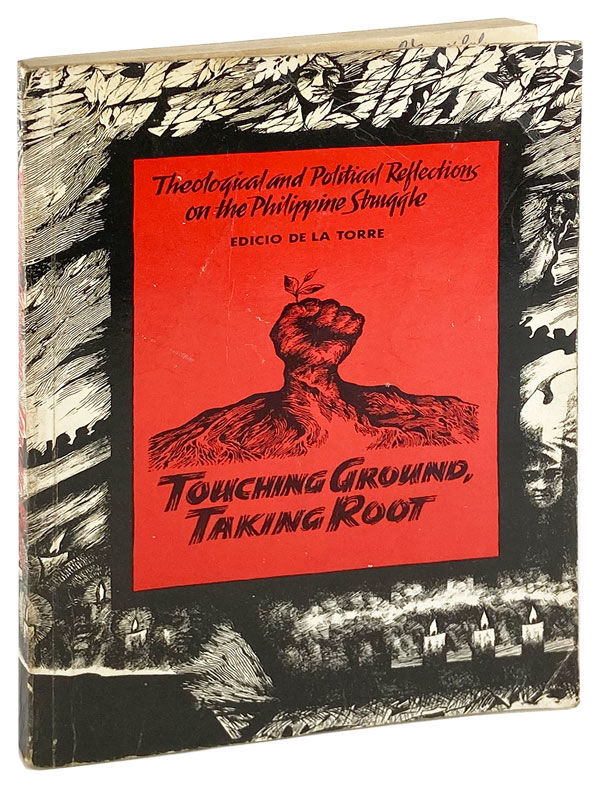 Theological and Political Reflections
on the Philippine Struggle
EDICIO DE LA TORRE
TOUCHING GROUND,
TAKING ROOT